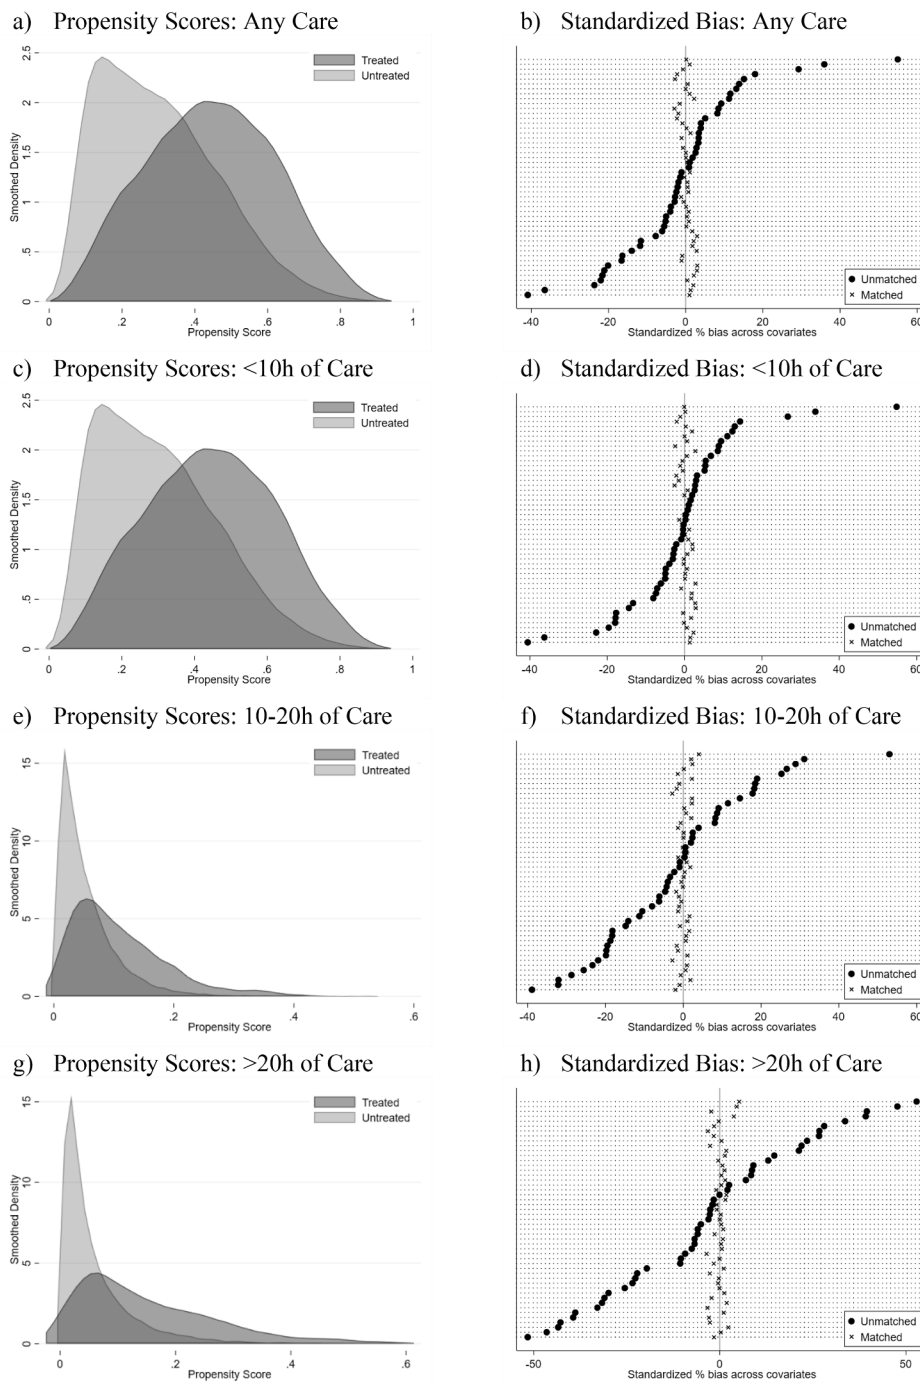 a) Propensity Scores: Any Care
2.5
2
1.5
1
.5
0
Smoothed Density
Treated
Untreated
0 .2 .4 .6 .8 1
Propensity Score
b) Standardized Bias: Any Care
Unmatched
Matched
-40 -20 0 20 40 60
Standardized % bias across covariates
c) Propensity Scores: <10h of Care
2.5
2
1.5
1
.5
0
Smoothed Density
Treated
Untreated
0 .2 .4 .6 .8 1
Propensity Score
d) Standardized Bias: <10h of Care
Unmatched
Matched
-40 -20 0 20 40 60
Standardized % bias across covariates
e) Propensity Scores: 10-20h of Care
15
10
5
0
Smoothed Density
Treated
Untreated
0 .2 .4 .6
Propensity Score
f) Standardized Bias: 10-20h of Care
Unmatched
Matched
-40 -20 0 20 40 60
Standardized % bias across covariates
g) Propensity Scores: >20h of Care
15
10
5
0
Smoothed Density
Treated
Untreated
0 .2 .4 .6
Propensity Score
h) Standardized Bias: >20h of Care
Unmatched
Matched
-50 0 50
Standardized % bias across covariates